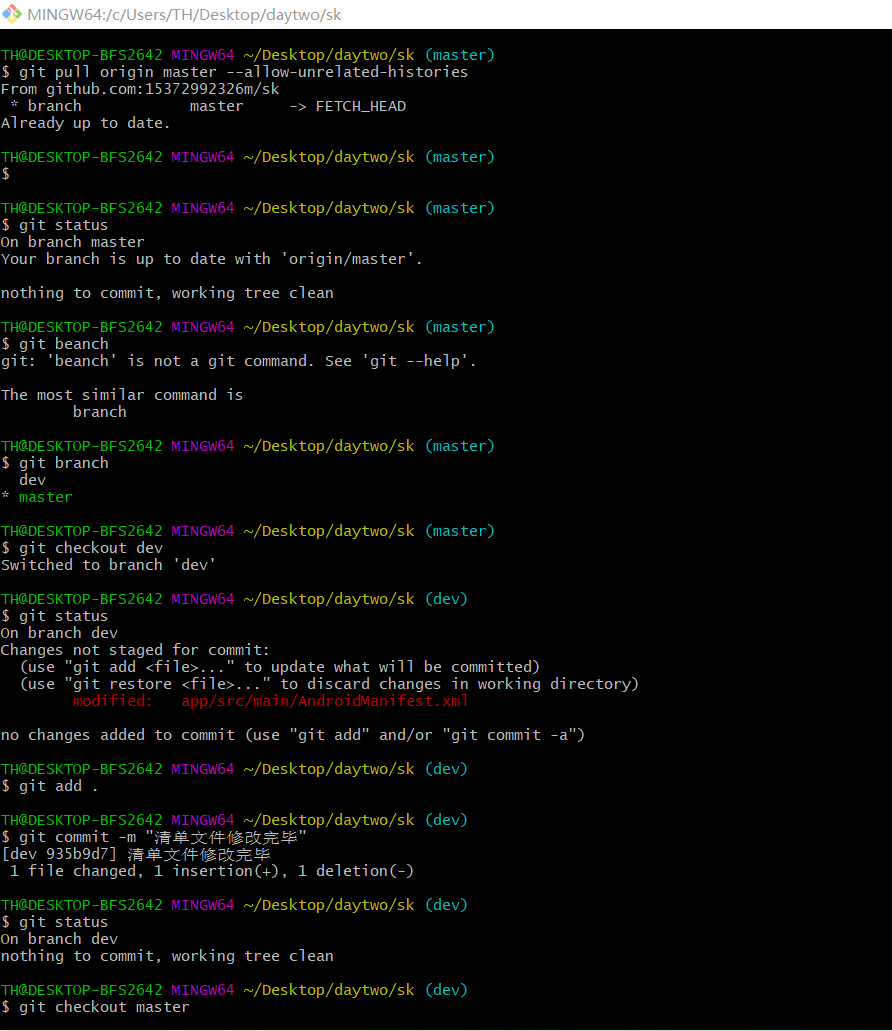 MINGW64:/c/Users/TH/Desktop/daytwo/sk
TH@DESKTOP-BFS2642 MINGW64 ~/Desktop/daytwo/sk (master)
$ git pull origin master --allow-unrelated-histories
From github.com:15372992326m/sk
 * branch            master     -> FETCH_HEAD
Already up to date.
TH@DESKTOP-BFS2642 MINGW64 ~/Desktop/daytwo/sk (master)
$
TH@DESKTOP-BFS2642 MINGW64 ~/Desktop/daytwo/sk (master)
$ git status
On branch master
Your branch is up to date with 'origin/master'.
nothing to commit, working tree clean
TH@DESKTOP-BFS2642 MINGW64 ~/Desktop/daytwo/sk (master)
$ git beanch
git: 'beanch' is not a git command. See 'git --help'.
The most similar command is
        branch
TH@DESKTOP-BFS2642 MINGW64 ~/Desktop/daytwo/sk (master)
$ git branch
  dev
* master
TH@DESKTOP-BFS2642 MINGW64 ~/Desktop/daytwo/sk (master)
$ git checkout dev
Switched to branch 'dev'
TH@DESKTOP-BFS2642 MINGW64 ~/Desktop/daytwo/sk (dev)
$ git status
On branch dev
Changes not staged for commit:
  (use "git add <file>..." to update what will be committed)
  (use "git restore <file>..." to discard changes in working directory)
        modified:   app/src/main/AndroidManifest.xml
no changes added to commit (use "git add" and/or "git commit -a")
TH@DESKTOP-BFS2642 MINGW64 ~/Desktop/daytwo/sk (dev)
$ git add .
TH@DESKTOP-BFS2642 MINGW64 ~/Desktop/daytwo/sk (dev)
$ git commit -m "清单文件修改完毕"
[dev 935b9d7] 清单文件修改完毕
 1 file changed, 1 insertion(+), 1 deletion(-)
TH@DESKTOP-BFS2642 MINGW64 ~/Desktop/daytwo/sk (dev)
$ git status
On branch dev
nothing to commit, working tree clean
TH@DESKTOP-BFS2642 MINGW64 ~/Desktop/daytwo/sk (dev)
$ git checkout master